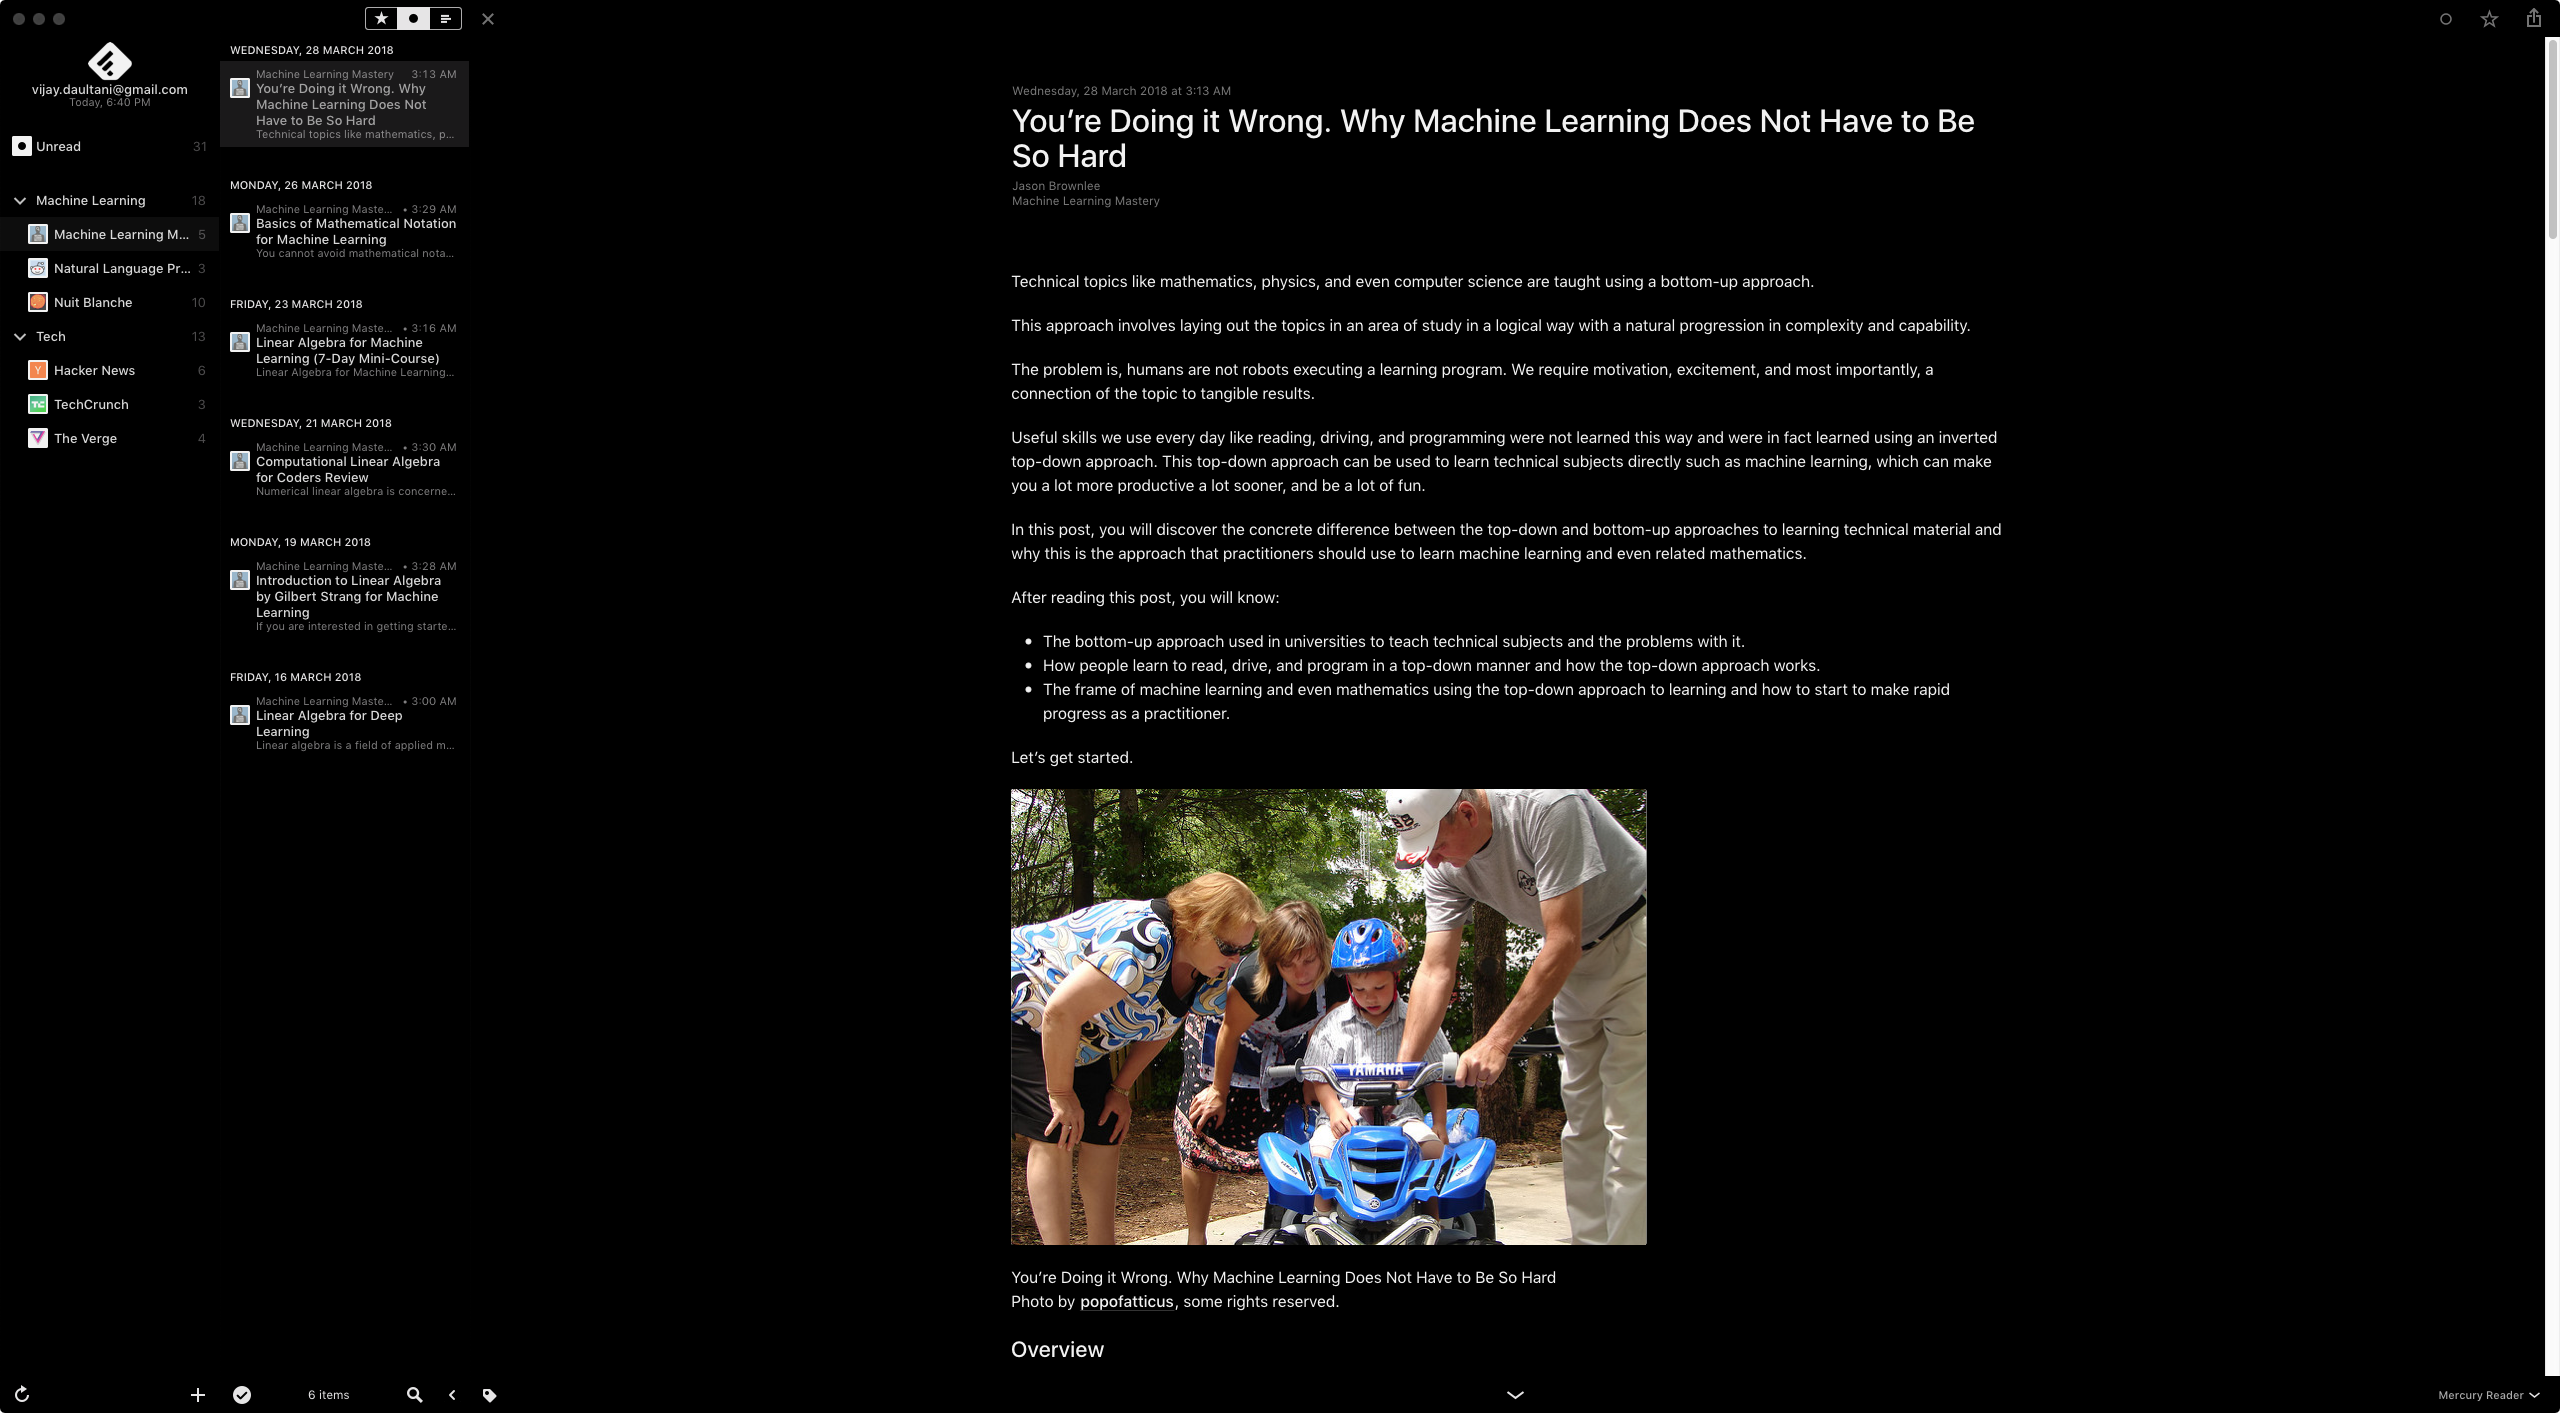 vijay.daultani@gmail.com
Today, 6:40 PM
Unread 31
Machine Learning 18
Machine Learning M... 5
Natural Language Pr... 3
Nuit Blanche 10
Tech 13
Hacker News 6
TechCrunch 3
The Verge 4
WEDNESDAY, 28 MARCH 2018
Machine Learning Mastery 3:13 AM
You’re Doing it Wrong. Why
Machine Learning Does Not
Have to Be So Hard
Technical topics like mathematics, p...
MONDAY, 26 MARCH 2018
Machine Learning Maste... • 3:29 AM
Basics of Mathematical Notation
for Machine Learning
You cannot avoid mathematical nota...
FRIDAY, 23 MARCH 2018
Machine Learning Maste... • 3:16 AM
Linear Algebra for Machine
Learning (7-Day Mini-Course)
Linear Algebra for Machine Learning...
WEDNESDAY, 21 MARCH 2018
Machine Learning Maste... • 3:30 AM
Computational Linear Algebra
for Coders Review
Numerical linear algebra is concerne...
MONDAY, 19 MARCH 2018
Machine Learning Maste... • 3:28 AM
Introduction to Linear Algebra
by Gilbert Strang for Machine
Learning
If you are interested in getting starte...
FRIDAY, 16 MARCH 2018
Machine Learning Maste... • 3:00 AM
Linear Algebra for Deep
Learning
Linear algebra is a field of applied m...
Wednesday, 28 March 2018 at 3:13 AM
You’re Doing it Wrong. Why Machine Learning Does Not Have to Be
So Hard
Jason Brownlee
Machine Learning Mastery
Technical topics like mathematics, physics, and even computer science are taught using a bottom-up approach.
This approach involves laying out the topics in an area of study in a logical way with a natural progression in complexity and capability.
The problem is, humans are not robots executing a learning program. We require motivation, excitement, and most importantly, a
connection of the topic to tangible results.
Useful skills we use every day like reading, driving, and programming were not learned this way and were in fact learned using an inverted
top-down approach. This top-down approach can be used to learn technical subjects directly such as machine learning, which can make
you a lot more productive a lot sooner, and be a lot of fun.
In this post, you will discover the concrete difference between the top-down and bottom-up approaches to learning technical material and
why this is the approach that practitioners should use to learn machine learning and even related mathematics.
After reading this post, you will know:
• The bottom-up approach used in universities to teach technical subjects and the problems with it.
• How people learn to read, drive, and program in a top-down manner and how the top-down approach works.
• The frame of machine learning and even mathematics using the top-down approach to learning and how to start to make rapid
progress as a practitioner.
Let’s get started.
YAMAHA
You’re Doing it Wrong. Why Machine Learning Does Not Have to Be So Hard
Photo by popofatticus, some rights reserved.
Overview
6 items
Mercury Reader